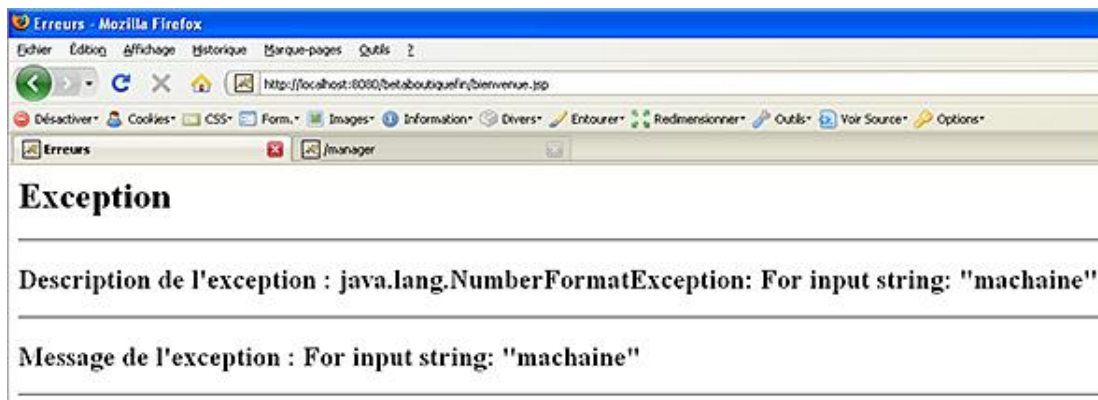 Erreurs - Mozilla Firefox
Fichier Édition Affichage Historique Marque-pages Outils ?
http://localhost:8080/betaboutiquefin/bienvenue.jsp
Désactiver Cookies CSS Form. Images Information Divers Entourer Redimensionner Outils Voir Source Options
Erreurs /manager
Exception
Description de l'exception : java.lang.NumberFormatException: For input string: "machaine"
Message de l'exception : For input string: "machaine"